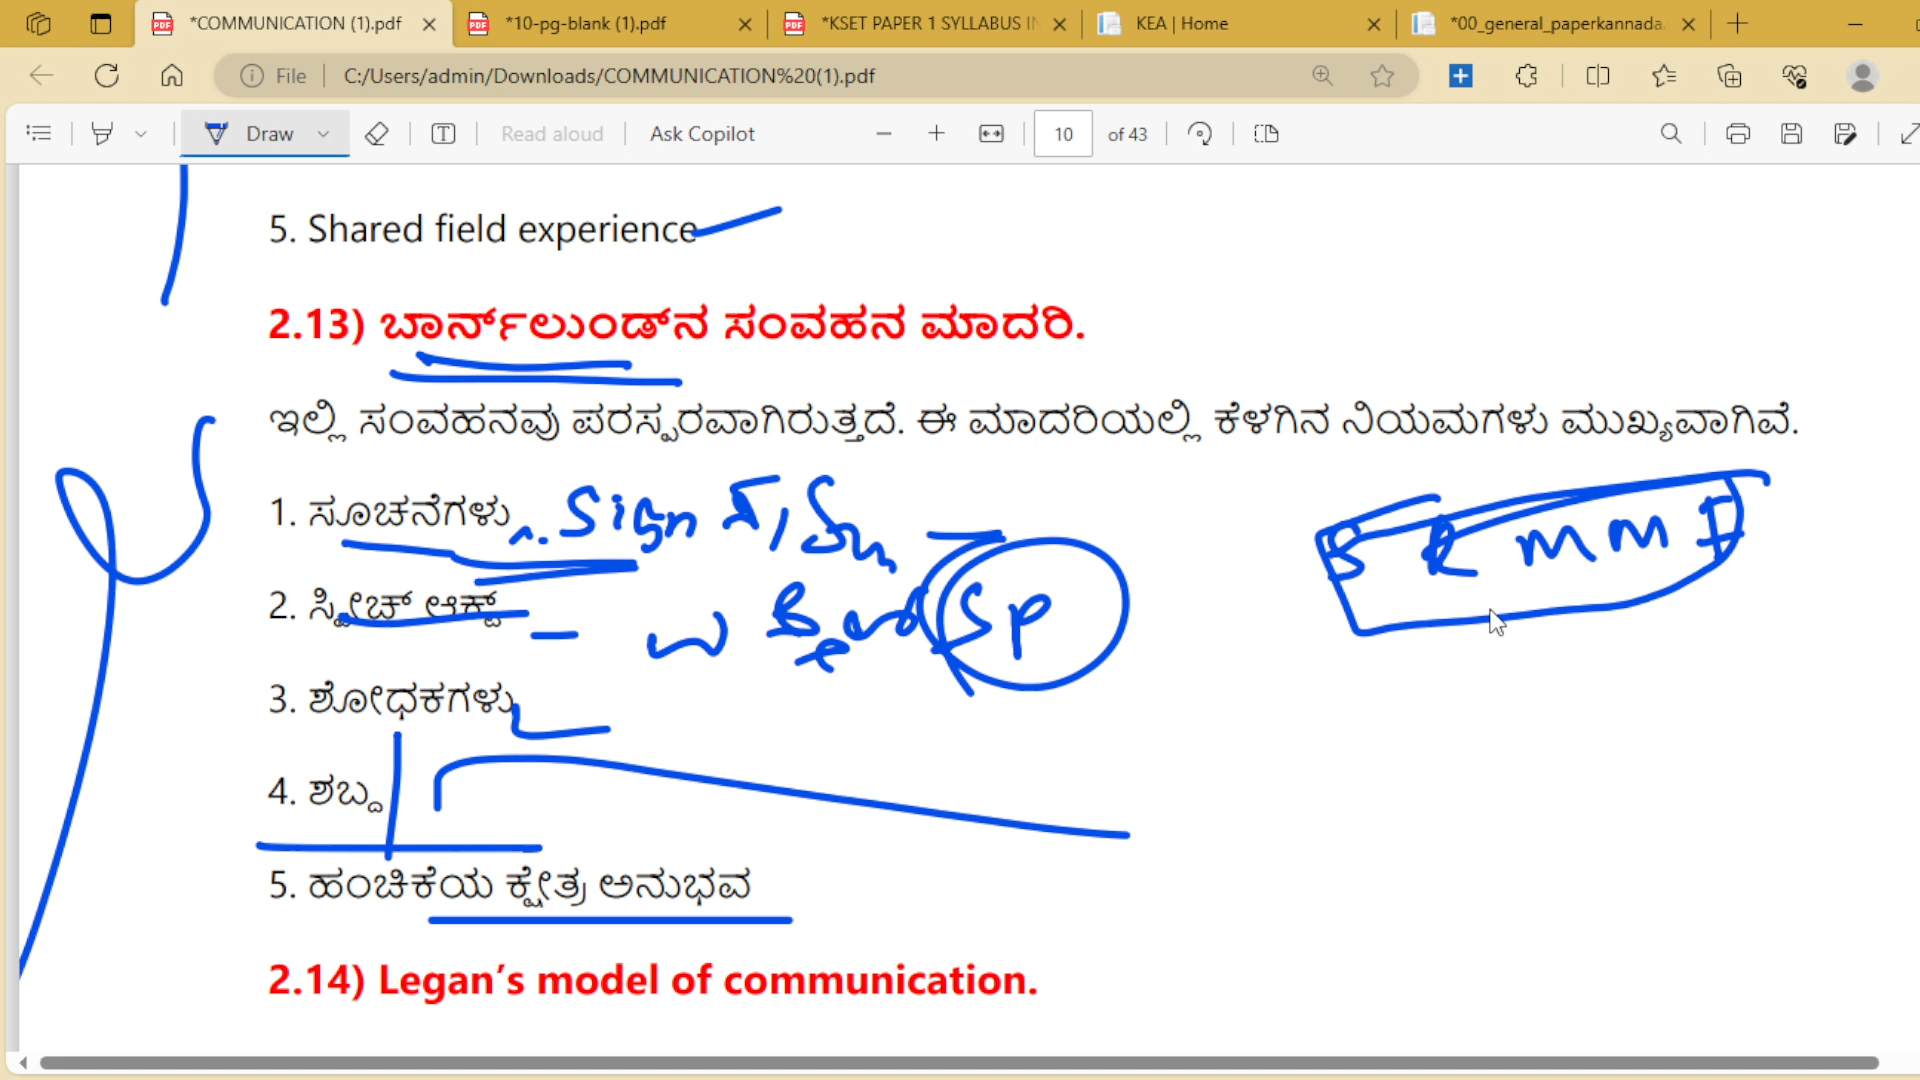 *COMMUNICATION (1).pdf
*10-pg-blank (1).pdf
*KSET PAPER 1 SYLLABUS IN
KEA | Home
*00_general_paperkannada.
File
C:/Users/admin/Downloads/COMMUNICATION%20(1).pdf
Draw
Read aloud
Ask Copilot
10
of 43
5. Shared field experience
2.13) ಬಾರ್ನ್‌ಲುಂಡ್‌ನ ಸಂವಹನ ಮಾದರಿ.
ಇಲ್ಲಿ ಸಂವಹನವು ಪರಸ್ಪರವಾಗಿರುತ್ತದೆ. ಈ ಮಾದರಿಯಲ್ಲಿ ಕೆಳಗಿನ ನಿಯಮಗಳು ಮುಖ್ಯವಾಗಿವೆ.
1. ಸೂಚನೆಗಳು
Sign
2. ಸ್ಪೀಚ್ ಆಕ್ಟ್
SP
3. ಶೋಧಕಗಳು
4. ಶಬ್ದ
5. ಹಂಚಿಕೆಯ ಕ್ಷೇತ್ರ ಅನುಭವ
2.14) Legan’s model of communication.